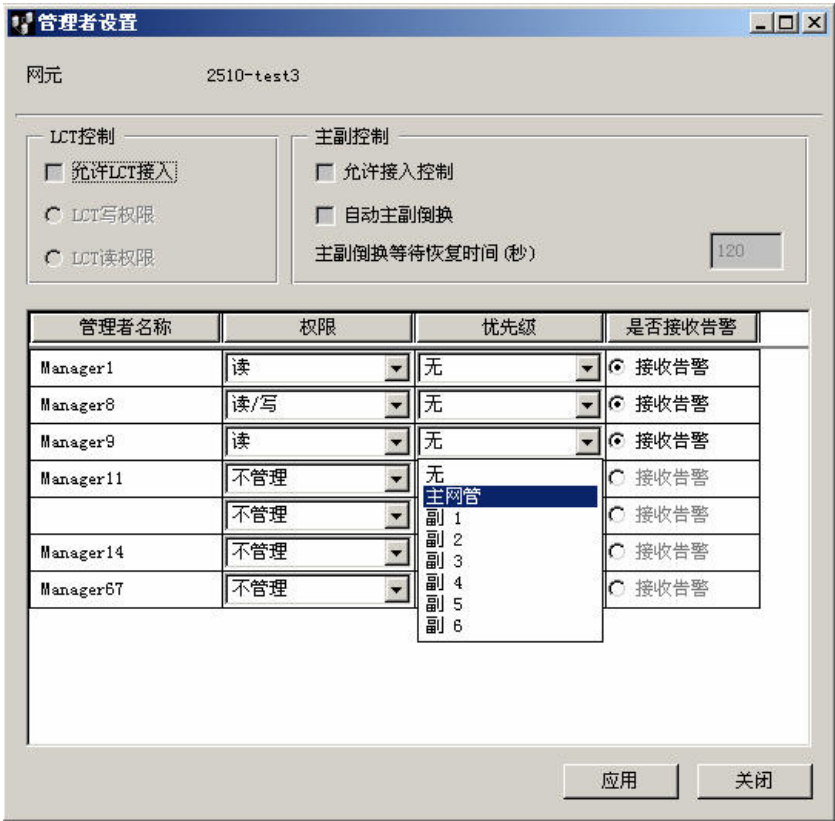 管理者设置
网元 2510-test3
LCT控制 主副控制
允许LCT接入 允许接入控制
LCT写权限 自动主副倒换
LCT读权限 主副倒换等待恢复时间(秒) 120
管理者名称 权限 优先级 是否接收告警
Manager1 读 无 接收告警
Manager8 读/写 无 接收告警
Manager9 读 无 接收告警
Manager11 不管理 无 接收告警
主网管
不管理 副 1 接收告警
副 2
Manager14 不管理 副 3 接收告警
副 4
Manager67 不管理 副 5 接收告警
副 6
应用 关闭